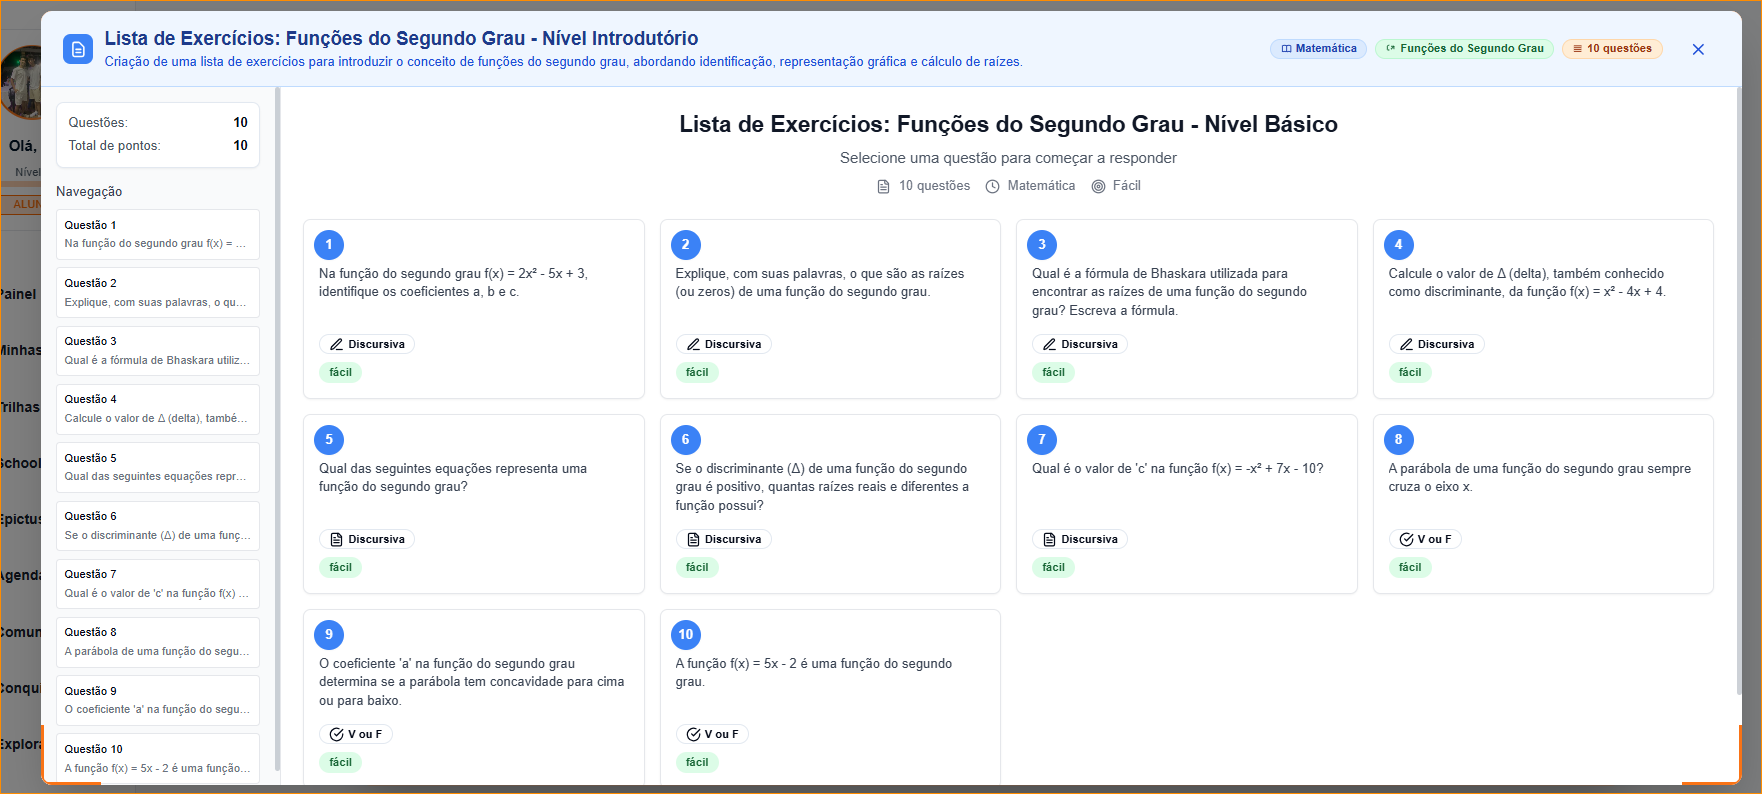 Lista de Exercícios: Funções do Segundo Grau - Nível Introdutório
Criação de uma lista de exercícios para introduzir o conceito de funções do segundo grau, abordando identificação, representação gráfica e cálculo de raízes.
Matemática
Funções do Segundo Grau
10 questões
Olá,
Nível
ALUN
Painel
Minhas
Trilhas
School
Epictus
Agenda
Comun
Conqui
Explora
Questões: 10
Total de pontos: 10
Navegação
Questão 1
Na função do segundo grau f(x) = ...
Questão 2
Explique, com suas palavras, o qu...
Questão 3
Qual é a fórmula de Bhaskara utiliz...
Questão 4
Calcule o valor de Δ (delta), també...
Questão 5
Qual das seguintes equações repr...
Questão 6
Se o discriminante (Δ) de uma funç...
Questão 7
Qual é o valor de 'c' na função f(x) ...
Questão 8
A parábola de uma função do segu...
Questão 9
O coeficiente 'a' na função do segu...
Questão 10
A função f(x) = 5x - 2 é uma função...
Lista de Exercícios: Funções do Segundo Grau - Nível Básico
Selecione uma questão para começar a responder
10 questões Matemática Fácil
1
Na função do segundo grau f(x) = 2x² - 5x + 3,
identifique os coeficientes a, b e c.
Discursiva
fácil
2
Explique, com suas palavras, o que são as raízes
(ou zeros) de uma função do segundo grau.
Discursiva
fácil
3
Qual é a fórmula de Bhaskara utilizada para
encontrar as raízes de uma função do segundo
grau? Escreva a fórmula.
Discursiva
fácil
4
Calcule o valor de Δ (delta), também conhecido
como discriminante, da função f(x) = x² - 4x + 4.
Discursiva
fácil
5
Qual das seguintes equações representa uma
função do segundo grau?
Discursiva
fácil
6
Se o discriminante (Δ) de uma função do segundo
grau é positivo, quantas raízes reais e diferentes a
função possui?
Discursiva
fácil
7
Qual é o valor de 'c' na função f(x) = -x² + 7x - 10?
Discursiva
fácil
8
A parábola de uma função do segundo grau sempre
cruza o eixo x.
V ou F
fácil
9
O coeficiente 'a' na função do segundo grau
determina se a parábola tem concavidade para cima
ou para baixo.
V ou F
fácil
10
A função f(x) = 5x - 2 é uma função do segundo
grau.
V ou F
fácil